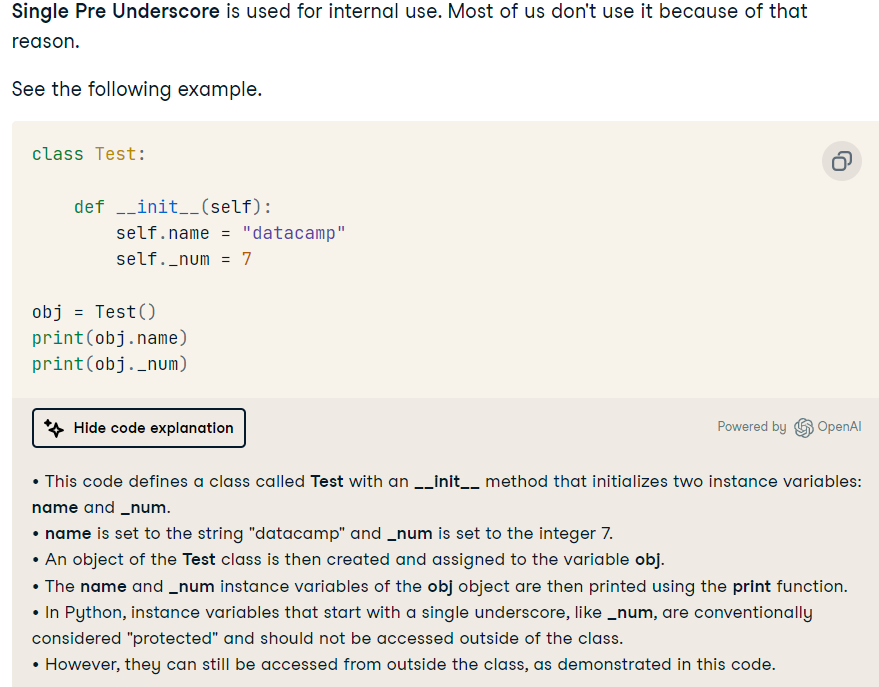 Single Pre Underscore is used for internal use. Most of us don't use it because of that
reason.
See the following example.
class Test:
    def __init__(self):
        self.name = "datacamp"
        self._num = 7
obj = Test()
print(obj.name)
print(obj._num)
Hide code explanation
Powered by OpenAI
• This code defines a class called Test with an __init__ method that initializes two instance variables:
name and _num.
• name is set to the string "datacamp" and _num is set to the integer 7.
• An object of the Test class is then created and assigned to the variable obj.
• The name and _num instance variables of the obj object are then printed using the print function.
• In Python, instance variables that start with a single underscore, like _num, are conventionally
considered "protected" and should not be accessed outside of the class.
• However, they can still be accessed from outside the class, as demonstrated in this code.